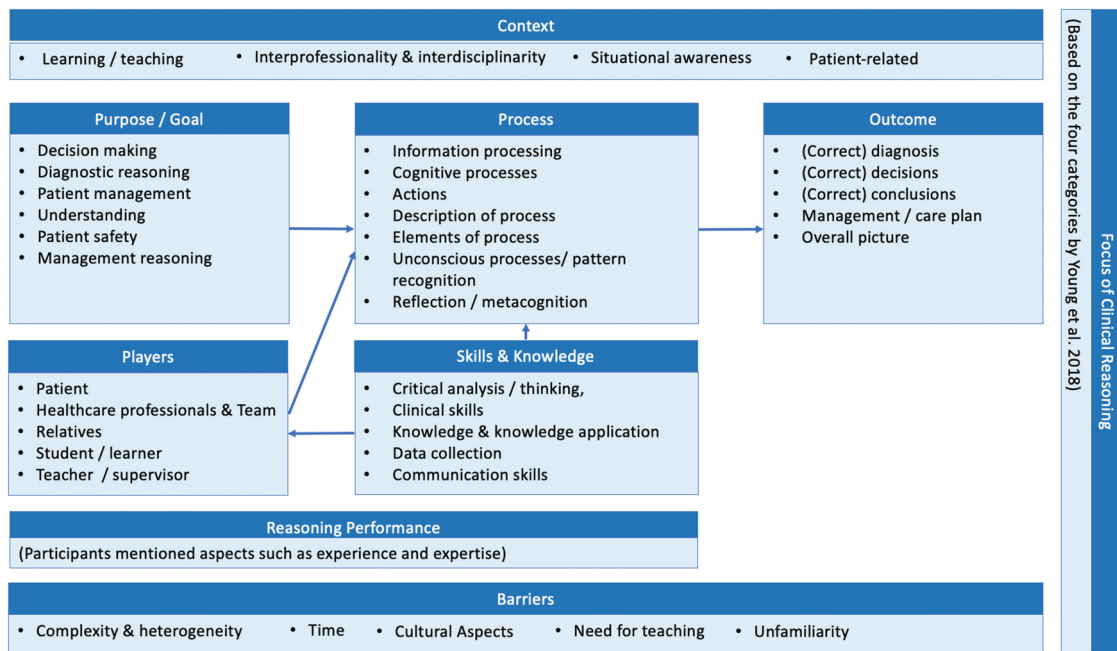 Context
• Learning / teaching • Interprofessionality & interdisciplinarity • Situational awareness • Patient-related
Purpose / Goal
• Decision making
• Diagnostic reasoning
• Patient management
• Understanding
• Patient safety
• Management reasoning
Process
• Information processing
• Cognitive processes
• Actions
• Description of process
• Elements of process
• Unconscious processes/ pattern
recognition
• Reflection / metacognition
Outcome
• (Correct) diagnosis
• (Correct) decisions
• (Correct) conclusions
• Management / care plan
• Overall picture
Players
• Patient
• Healthcare professionals & Team
• Relatives
• Student / learner
• Teacher / supervisor
Skills & Knowledge
• Critical analysis / thinking,
• Clinical skills
• Knowledge & knowledge application
• Data collection
• Communication skills
Reasoning Performance
(Participants mentioned aspects such as experience and expertise)
Barriers
• Complexity & heterogeneity • Time • Cultural Aspects • Need for teaching • Unfamiliarity
Focus of Clinical Reasoning
(Based on the four categories by Young et al. 2018)